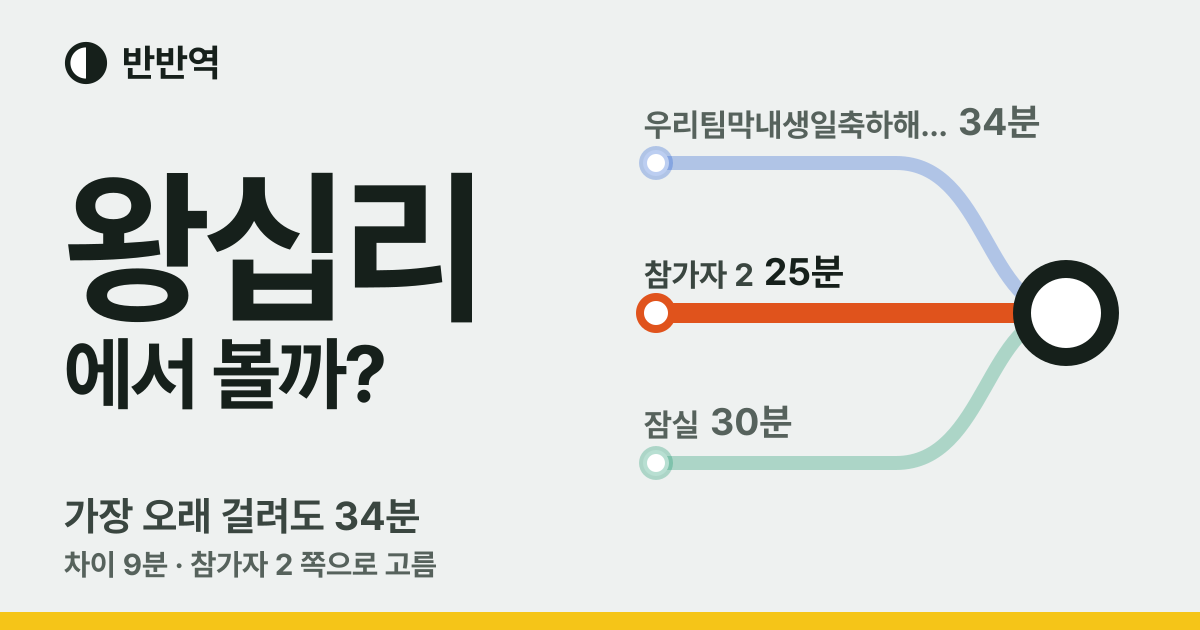 반반역
왕십리
에서 볼까?
가장 오래 걸려도 34분
차이 9분 · 참가자 2 쪽으로 고름
우리팀막내생일축하해... 34분
참가자 2 25분
잠실 30분